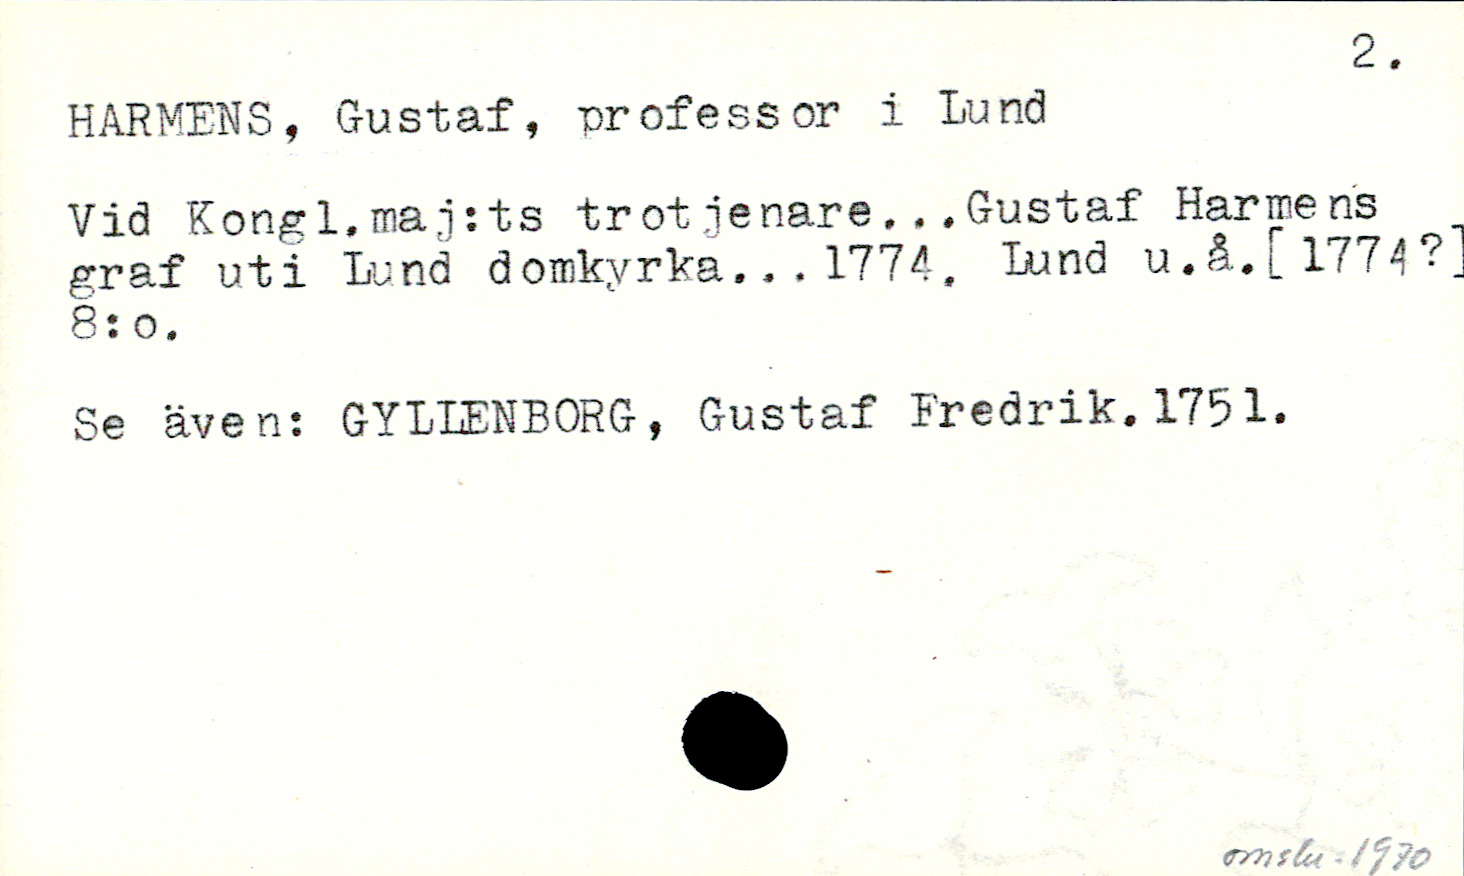 2.
HARMENS, Gustaf, professor i Lund
Vid Kongl.maj:ts trotjenare...Gustaf Harmens
graf uti Lund domkyrka...1774. Lund u.å.[1774?]
8:o.
Se även: GYLLENBORG, Gustaf Fredrik.1751.
omskr. 1970